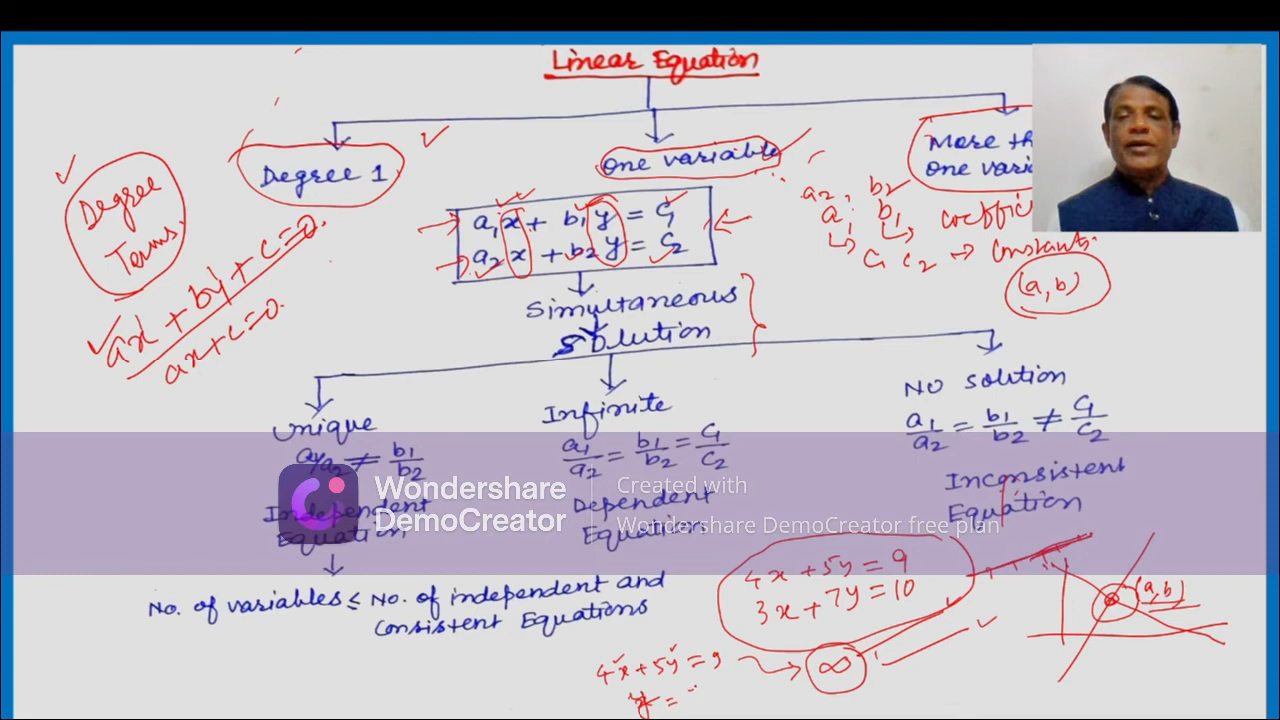 Linear Equation
Degree 1
One variable
More th
one vari
Degree
Terms
ax + by + c = 0.
ax + c = 0.
a₁x + b₁y = c₁
a₂x + b₂y = c₂
a₂, b₂
a₁ b₁ → coeffici
c₁ c₂ → constants.
(a, b)
Simultaneous
Solution
Unique
a₁/a₂ ≠ b₁/b₂
Independent
Equation
Infinite
a₁/a₂ = b₁/b₂ = c₁/c₂
Dependent
Equation
No solution
a₁/a₂ = b₁/b₂ ≠ c₁/c₂
Inconsistent
Equation
Wondershare
DemoCreator
Created with
Wondershare DemoCreator free plan
No. of variables ≤ No. of independent and
consistent Equations
4x + 5y = 9
3x + 7y = 10
(a, b)
4x + 5y = 9
∞